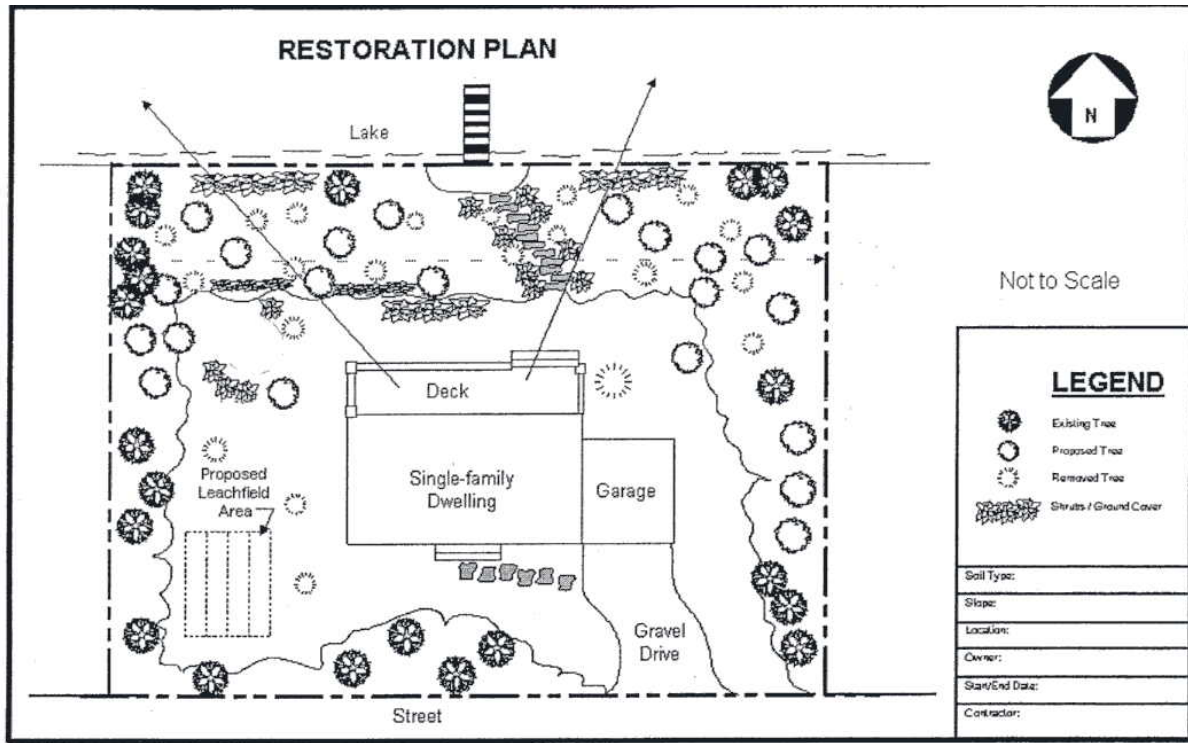 RESTORATION PLAN
N
Lake
Not to Scale
Deck
Single-family
Dwelling
Garage
Proposed
Leachfield
Area
Gravel
Drive
Street
LEGEND
Existing Tree
Proposed Tree
Removed Tree
Shrubs / Ground Cover
Soil Type:
Slope:
Location:
Owner:
Start/End Date:
Contractor: